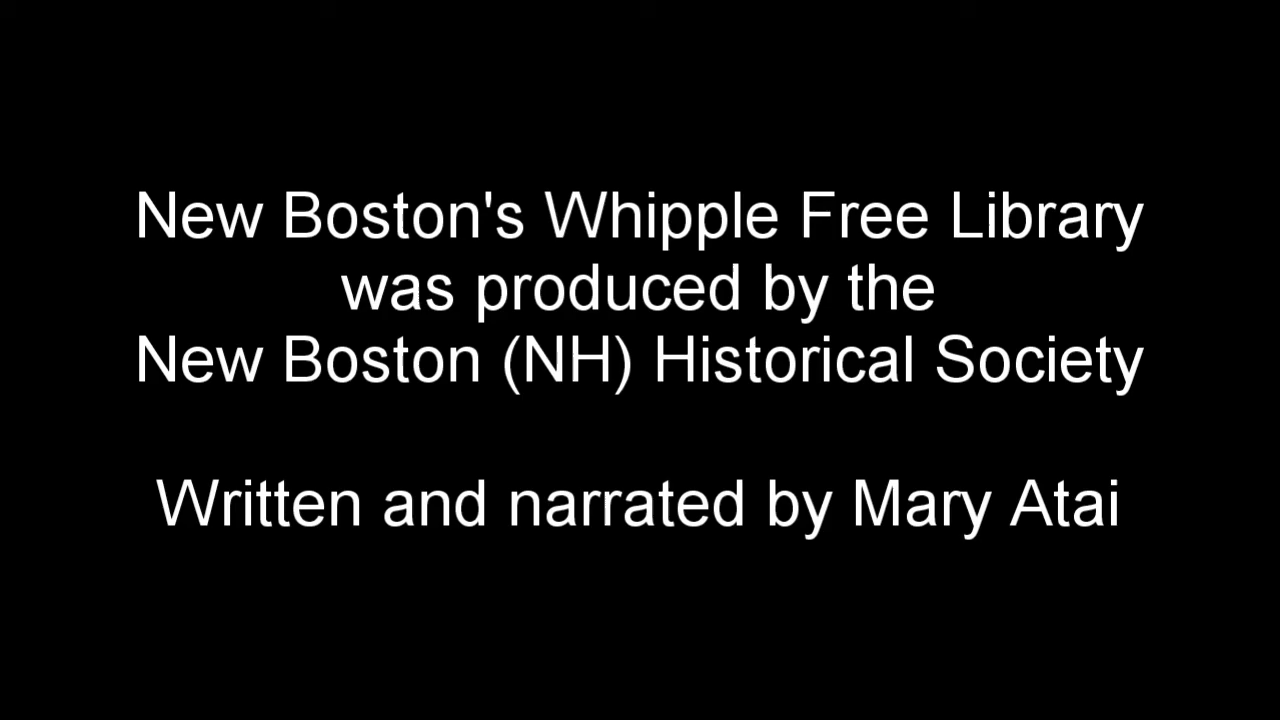 New Boston's Whipple Free Library
was produced by the
New Boston (NH) Historical Society
Written and narrated by Mary Atai